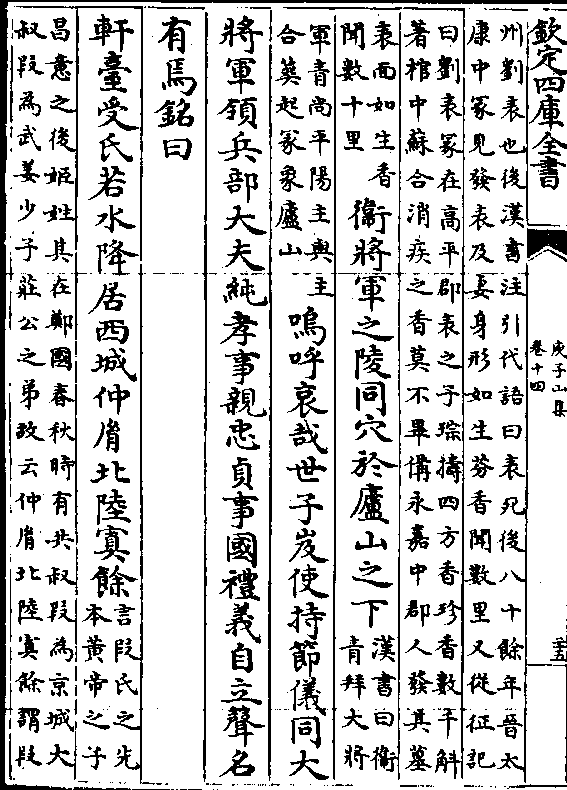 欽定四庫全書
庾子山集
卷十四
州劉表也後漢書注引代語曰表死後八十餘年晉太
康中冢見發表及妻身形如生芬香聞數里又從征記
曰劉表冢在高平郡表之子琮擣四方香珍香數千斛
著棺中蘇合消疾之香莫不畢備永嘉中郡人發其墓
表面如生香
聞數十里
衛將軍之陵同穴於廬山之下
漢書曰衛
青拜大將
軍青尚平陽主與主
合葬起冢象廬山
嗚呼哀哉世子岌使持節儀同大
將軍領兵部大夫純孝事親忠貞事國禮義自立聲名
有焉銘曰
軒臺受氏若水降居西城仲胤北陸寘餘
言段氏之先
本黃帝之子
昌意之後姬姓其在鄭國春秋時有共叔段為京城大
叔段為武姜少子莊公之弟故云仲胤北陸寘餘謂段